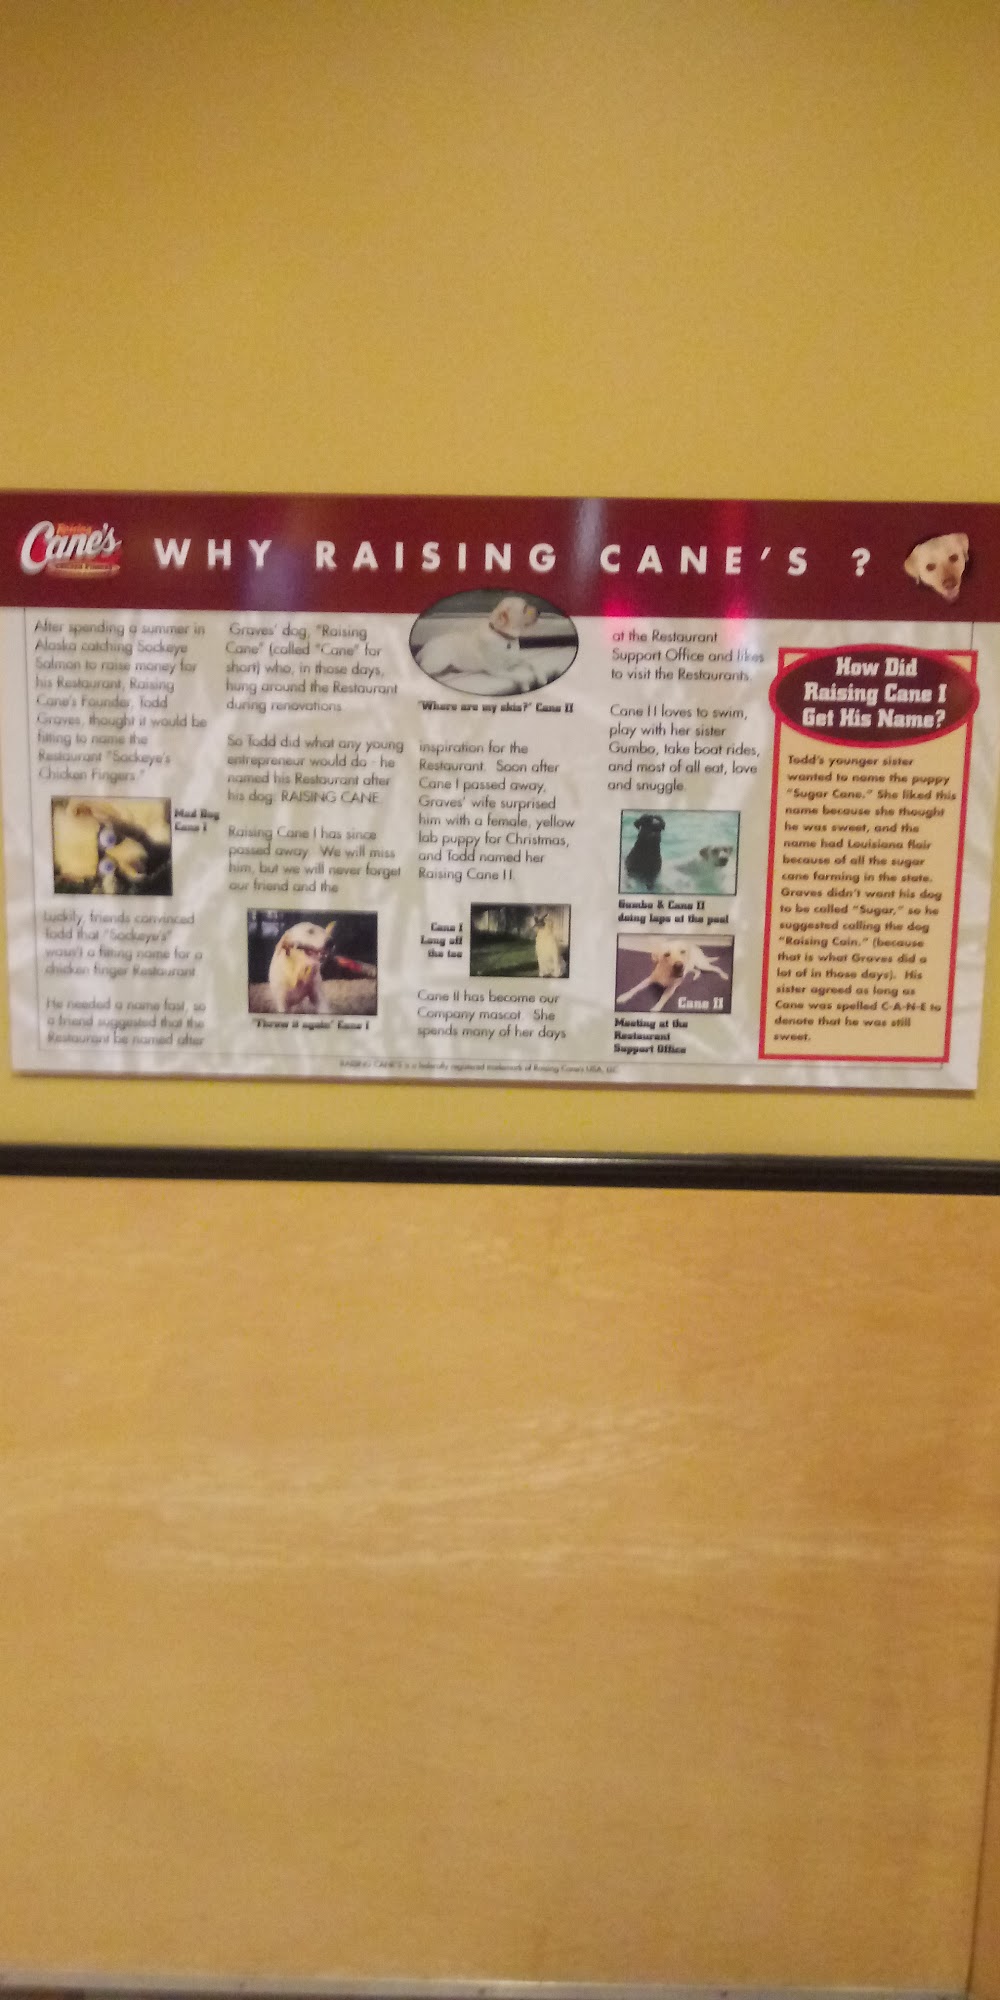 Raising
Cane's
CHICKEN FINGERS
WHY RAISING CANE'S ?
After spending a summer in
Alaska catching Sockeye
Salmon to raise money for
his Restaurant, Raising
Cane's Founder, Todd
Graves, thought it would be
fitting to name the
Restaurant "Sockeye's
Chicken Fingers."
Mad Dog
Cane I
Luckily, friends convinced
Todd that "Sockeye's"
wasn't a fitting name for a
chicken finger Restaurant
He needed a name fast, so
a friend suggested that the
Restaurant be named after
Graves' dog, "Raising
Cane" (called "Cane" for
short) who, in those days,
hung around the Restaurant
during renovations.
So Todd did what any young
entrepreneur would do - he
named his Restaurant after
his dog: RAISING CANE.
Raising Cane I has since
passed away. We will miss
him, but we will never forget
our friend and the
"Throw it again" Cane I
"Where are my skis?" Cane II
inspiration for the
Restaurant. Soon after
Cane I passed away,
Graves' wife surprised
him with a female, yellow
lab puppy for Christmas,
and Todd named her
Raising Cane II.
Cane I
Long off
the tee
Cane II has become our
Company mascot. She
spends many of her days
at the Restaurant
Support Office and likes
to visit the Restaurants.
Cane II loves to swim,
play with her sister
Gumbo, take boat rides,
and most of all eat, love
and snuggle.
Gumbo & Cane II
doing laps at the pool
Cane II
Meeting at the
Restaurant
Support Office
How Did
Raising Cane I
Get His Name?
Todd's younger sister
wanted to name the puppy
"Sugar Cane." She liked this
name because she thought
he was sweet, and the
name had Louisiana flair
because of all the sugar
cane farming in the state.
Graves didn't want his dog
to be called "Sugar," so he
suggested calling the dog
"Raising Cain," (because
that is what Graves did a
lot of in those days). His
sister agreed as long as
Cane was spelled C-A-N-E to
denote that he was still
sweet.
RAISING CANE'S is a federally registered trademark of Raising Cane's USA, LLC